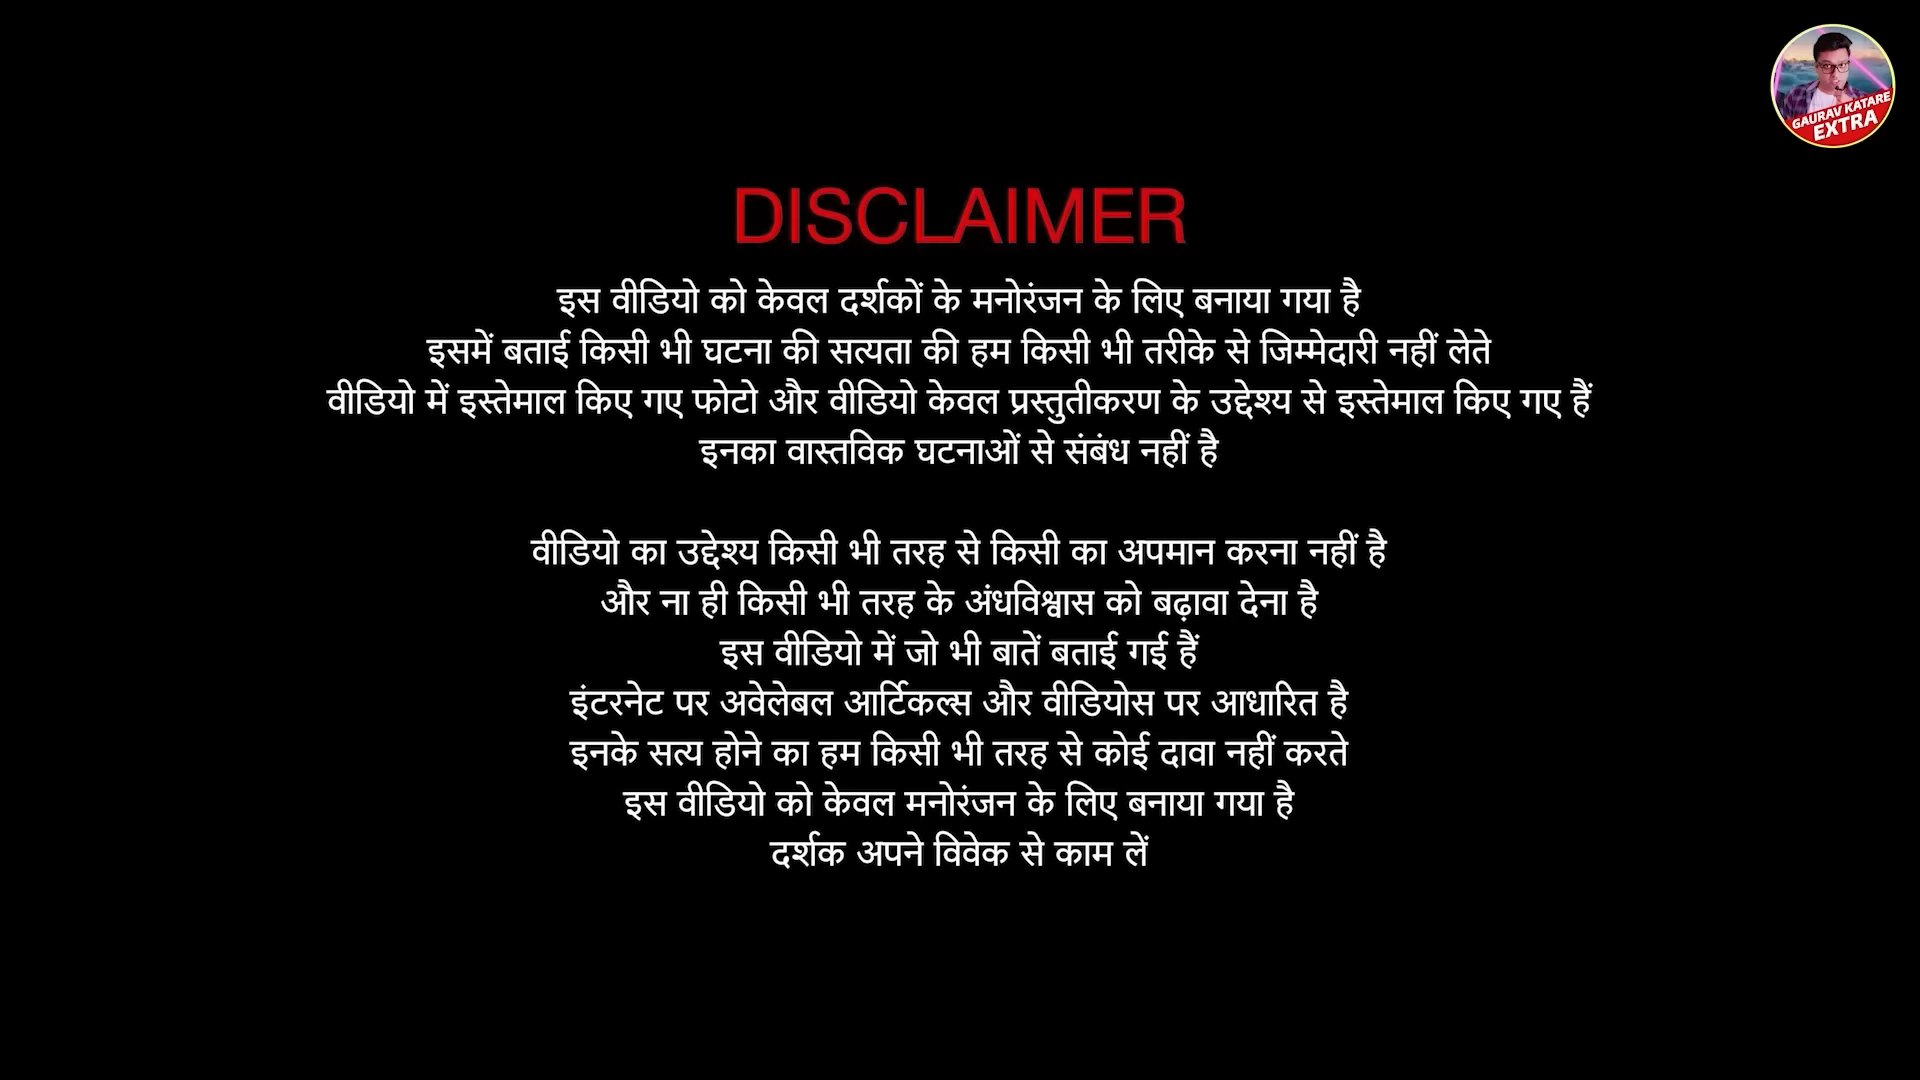 GAURAV KATARE
EXTRA
DISCLAIMER
इस वीडियो को केवल दर्शकों के मनोरंजन के लिए बनाया गया है
इसमें बताई किसी भी घटना की सत्यता की हम किसी भी तरीके से जिम्मेदारी नहीं लेते
वीडियो में इस्तेमाल किए गए फोटो और वीडियो केवल प्रस्तुतीकरण के उद्देश्य से इस्तेमाल किए गए हैं
इनका वास्तविक घटनाओं से संबंध नहीं है
वीडियो का उद्देश्य किसी भी तरह से किसी का अपमान करना नहीं है
और ना ही किसी भी तरह के अंधविश्वास को बढ़ावा देना है
इस वीडियो में जो भी बातें बताई गई हैं
इंटरनेट पर अवेलेबल आर्टिकल्स और वीडियोस पर आधारित है
इनके सत्य होने का हम किसी भी तरह से कोई दावा नहीं करते
इस वीडियो को केवल मनोरंजन के लिए बनाया गया है
दर्शक अपने विवेक से काम लें